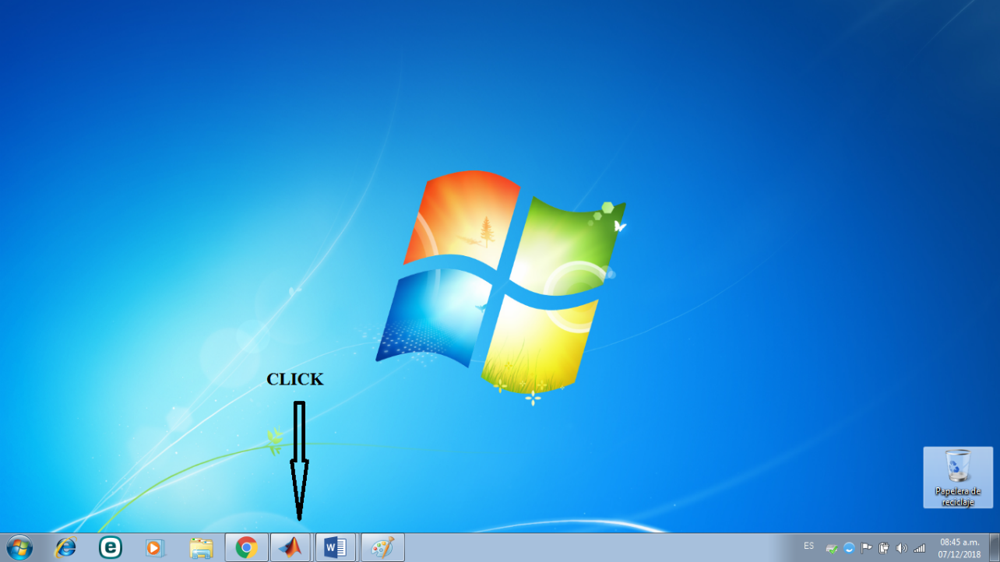 CLICK
Papelera de
reciclaje
ES
08:45 a.m.
07/12/2018